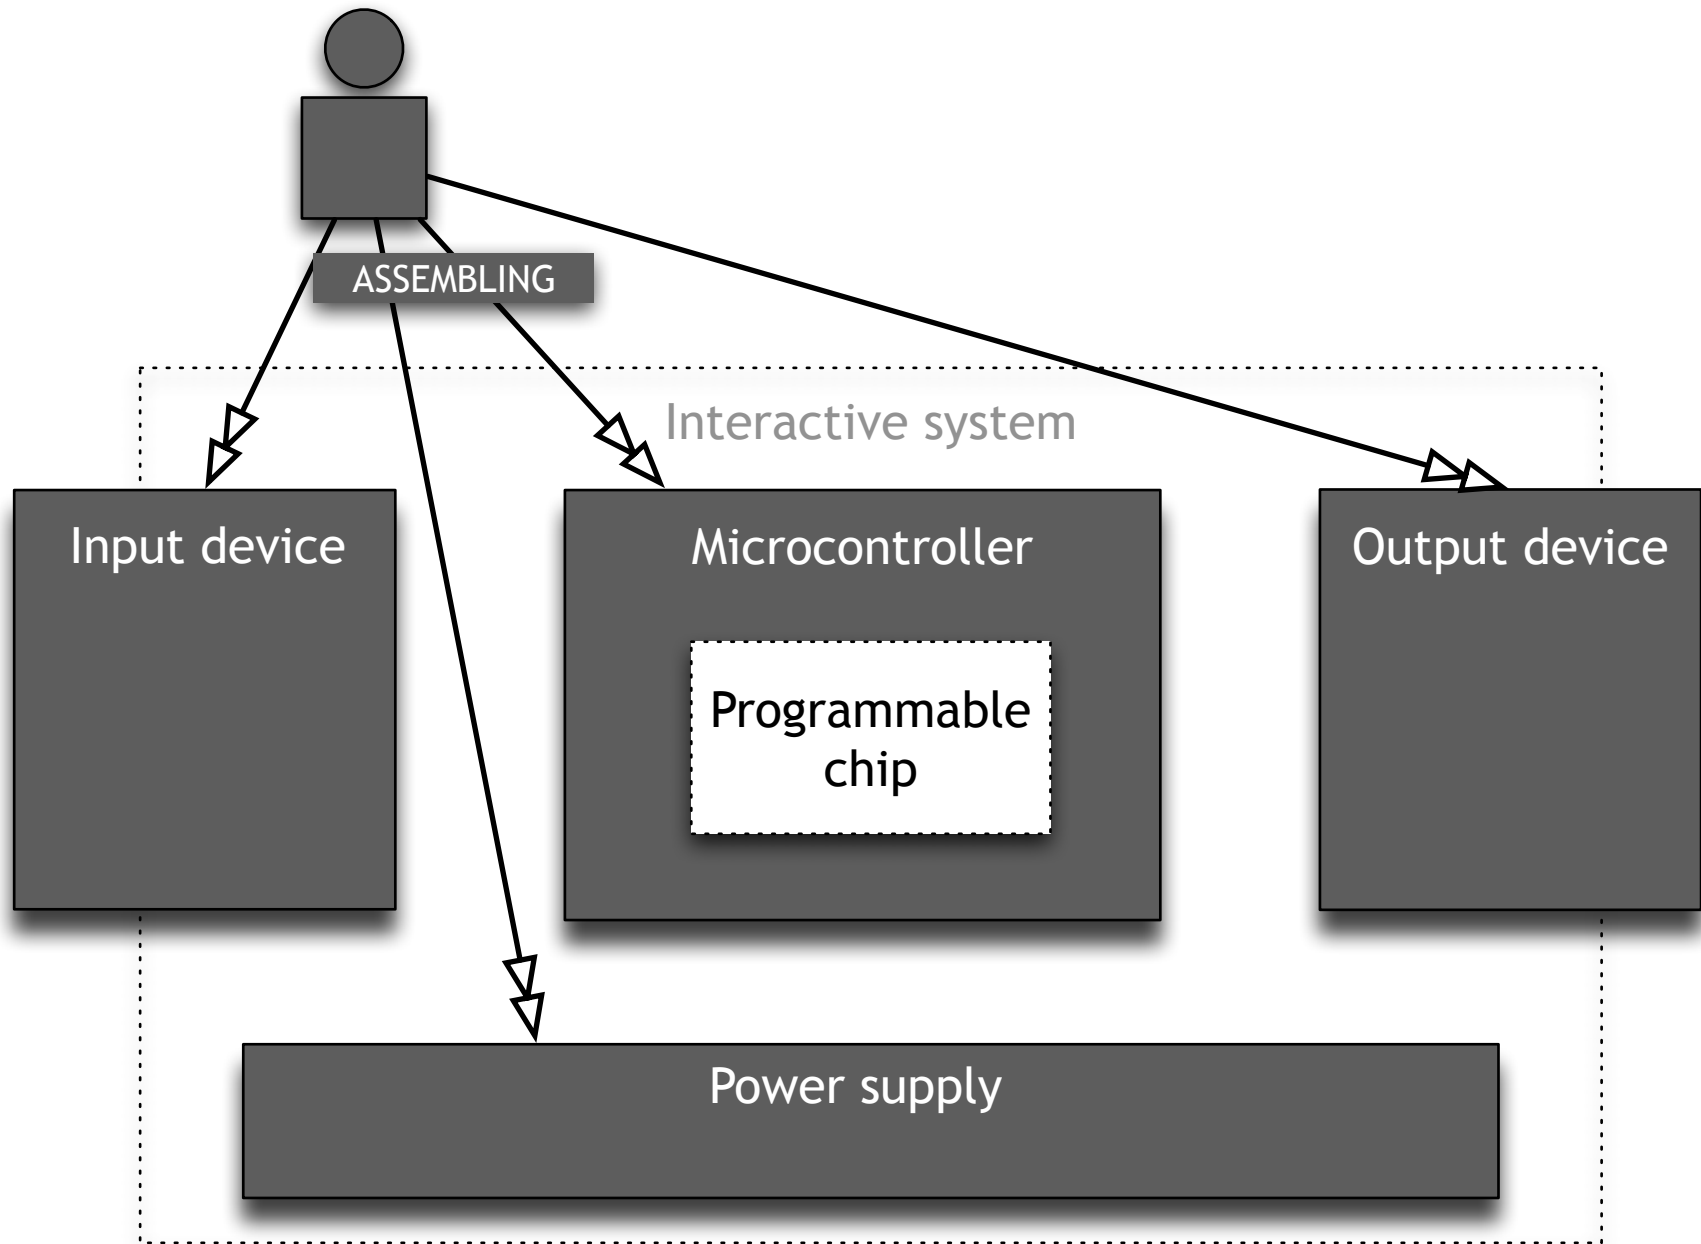 ASSEMBLING
Interactive system
Input device
Microcontroller
Output device
Programmable
chip
Power supply